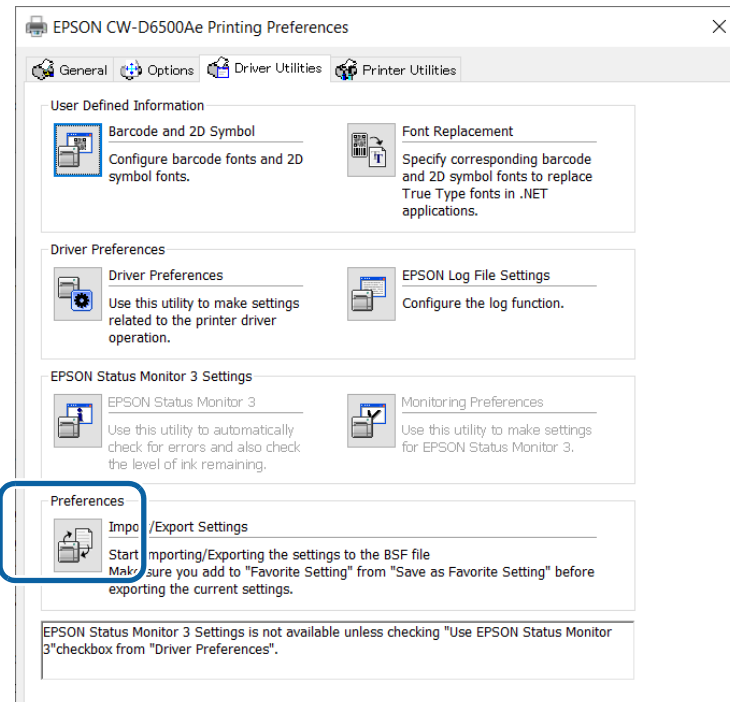 EPSON CW-D6500Ae Printing Preferences
General Options Driver Utilities Printer Utilities
User Defined Information
Barcode and 2D Symbol
Configure barcode fonts and 2D
symbol fonts.
Font Replacement
Specify corresponding barcode
and 2D symbol fonts to replace
True Type fonts in .NET
applications.
Driver Preferences
Driver Preferences
Use this utility to make settings
related to the printer driver
operation.
EPSON Log File Settings
Configure the log function.
EPSON Status Monitor 3 Settings
EPSON Status Monitor 3
Use this utility to automatically
check for errors and also check
the level of ink remaining.
Monitoring Preferences
Use this utility to make settings
for EPSON Status Monitor 3.
Preferences
Import/Export Settings
Start Importing/Exporting the settings to the BSF file
Make sure you add to "Favorite Setting" from "Save as Favorite Setting" before
exporting the current settings.
EPSON Status Monitor 3 Settings is not available unless checking "Use EPSON Status Monitor
3"checkbox from "Driver Preferences".